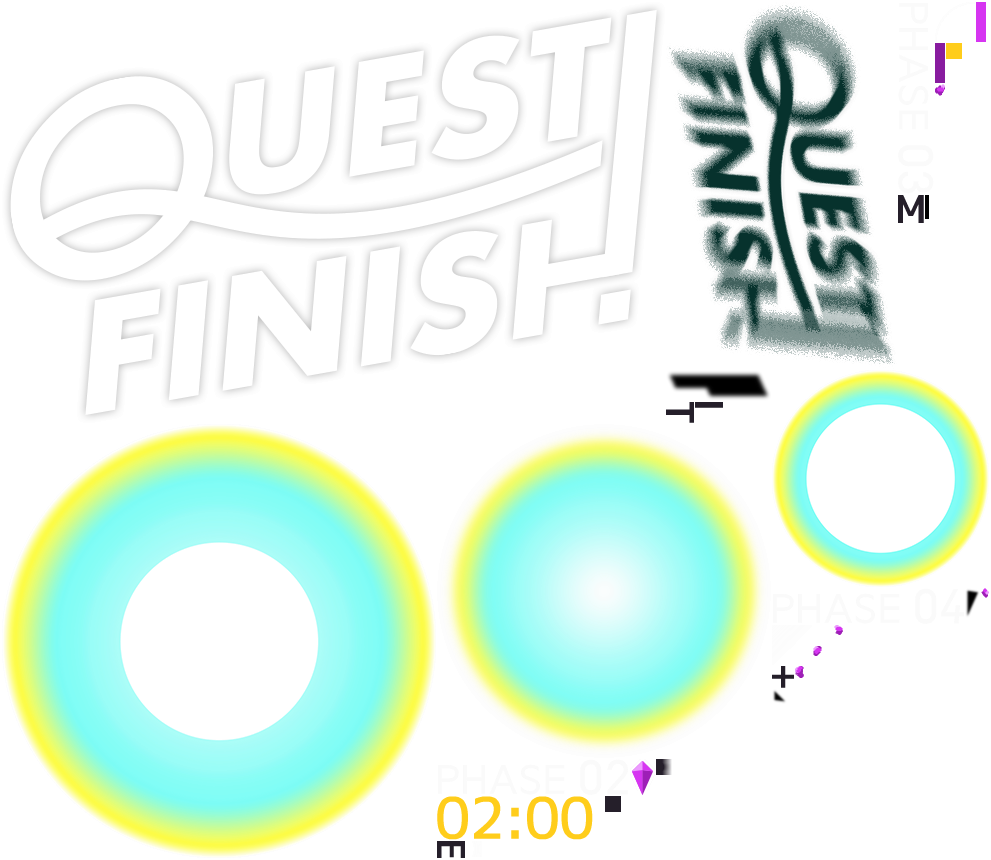 QUEST
FINISH!
QUEST
FINISH
PHASE 03
M
PHASE 04
+
PHASE 02
02:00
E